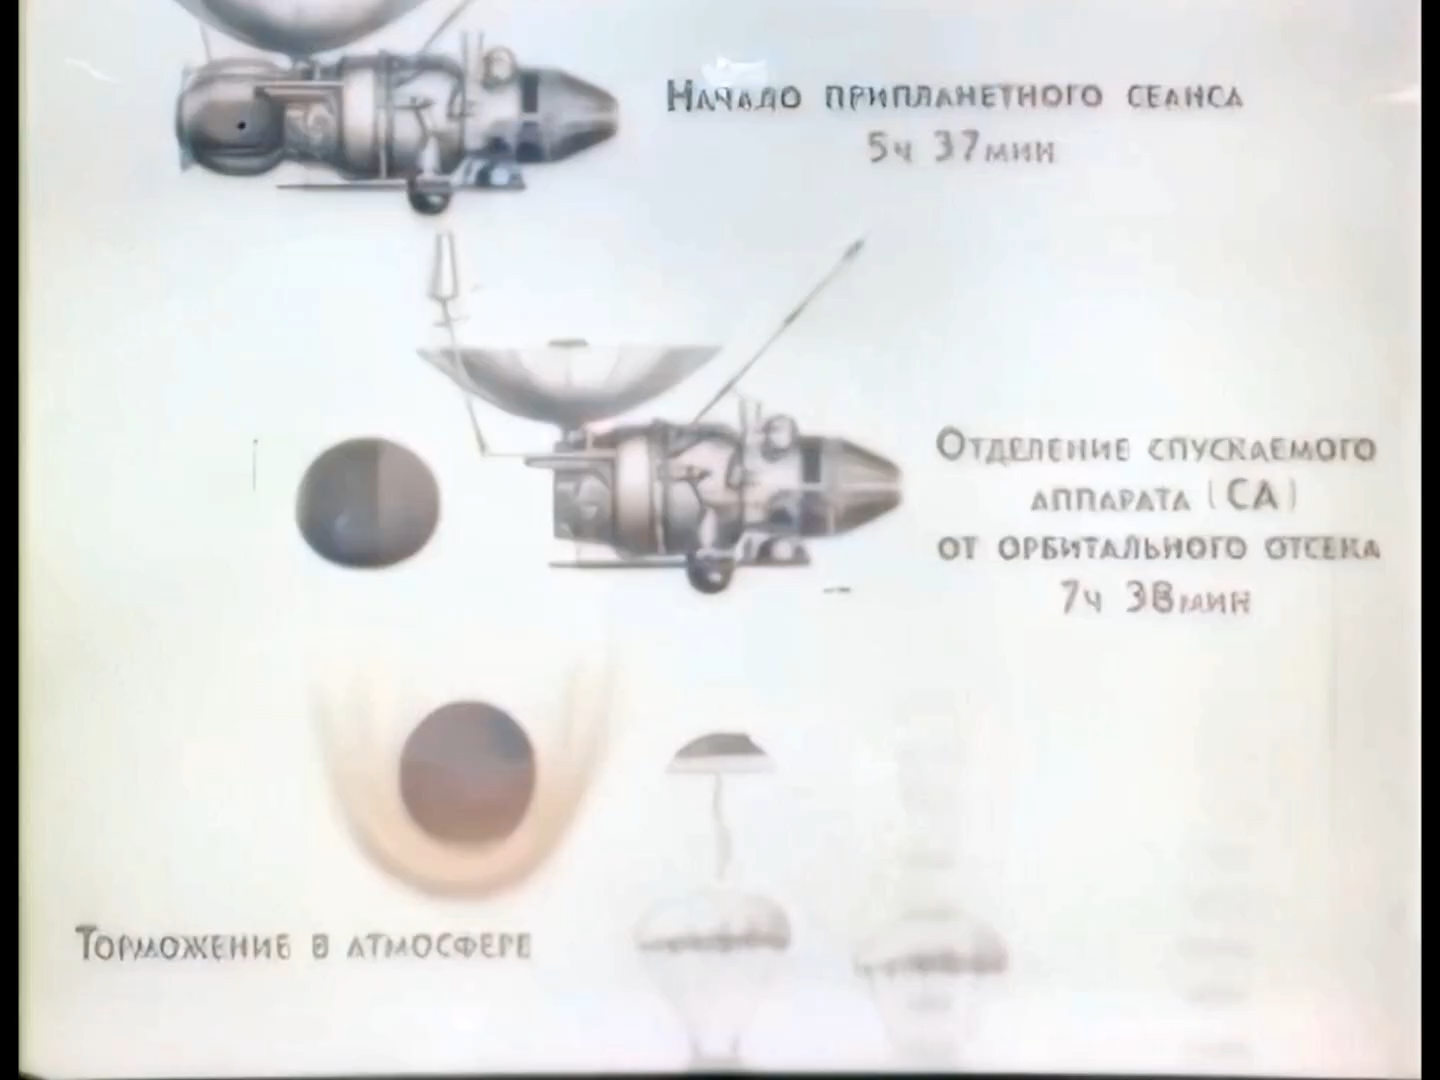 Начало припланетного сеанса
5ч 37мин
Отделение спускаемого
аппарата (СА)
от орбитального отсека
7ч 38мин
Торможение в атмосфере